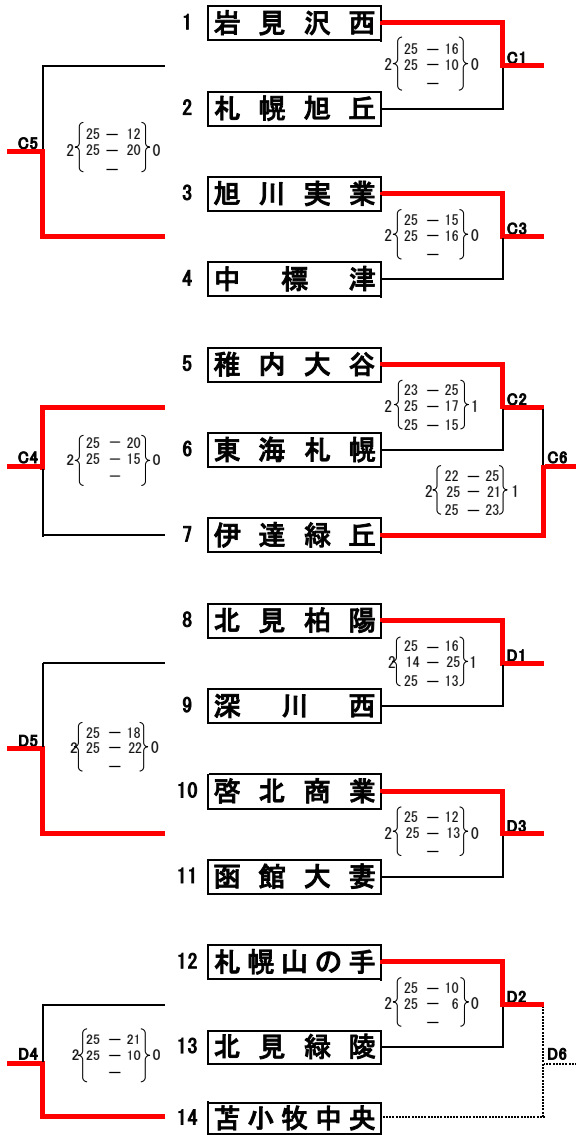 1 岩見沢西
25 － 16
2 25 － 10 0
－
C1
2 札幌旭丘
C5
25 － 12
2 25 － 20 0
－
3 旭川実業
25 － 15
2 25 － 16 0
－
C3
4 中標津
5 稚内大谷
23 － 25
2 25 － 17 1
25 － 15
C2
C4
25 － 20
2 25 － 15 0
－
6 東海札幌
22 － 25
2 25 － 21 1
25 － 23
C6
7 伊達緑丘
8 北見柏陽
25 － 16
2 14 － 25 1
25 － 13
D1
9 深川西
D5
25 － 18
2 25 － 22 0
－
10 啓北商業
25 － 12
2 25 － 13 0
－
D3
11 函館大妻
12 札幌山の手
25 － 10
2 25 － 6 0
－
D2
D4
25 － 21
2 25 － 10 0
－
13 北見緑陵
D6
14 苫小牧中央